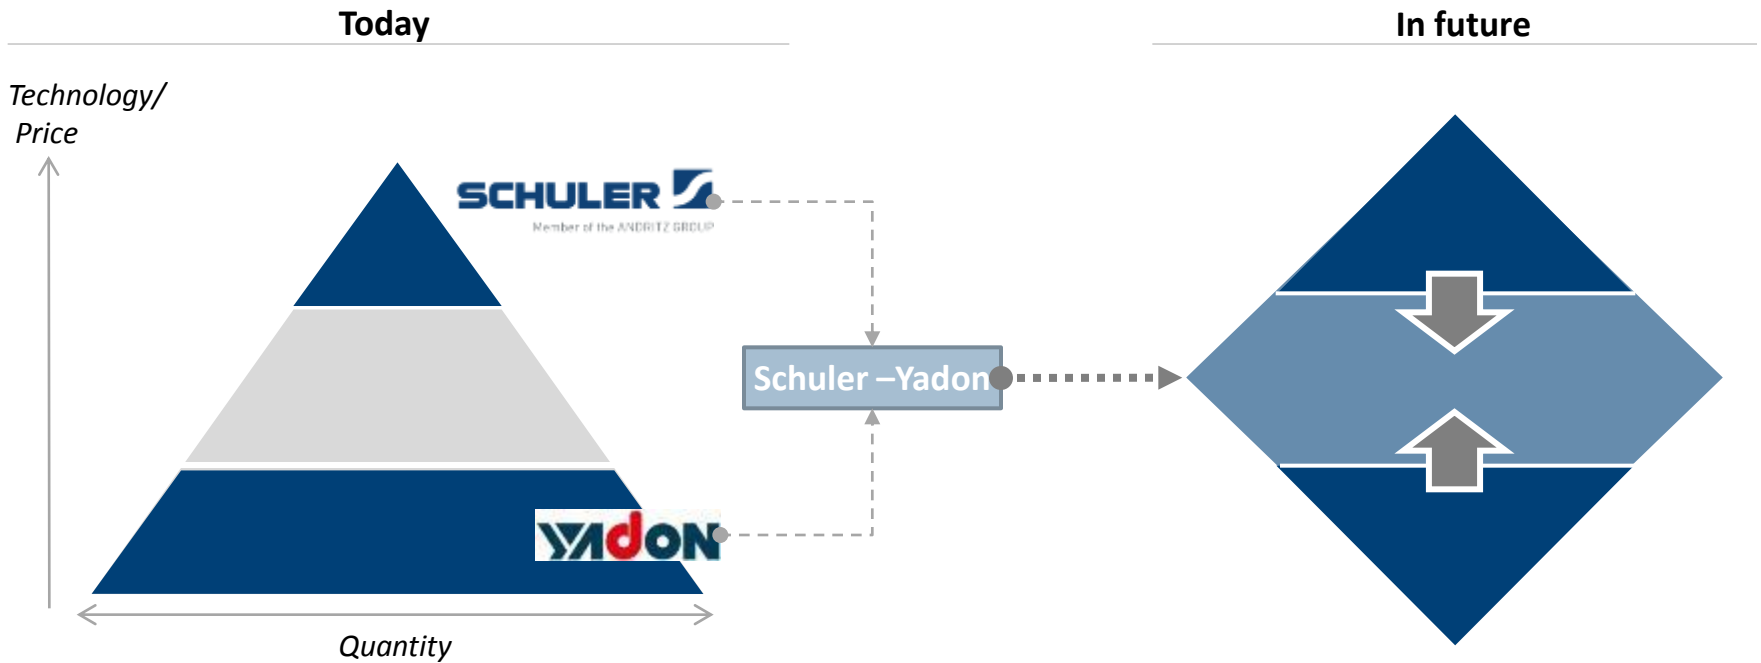 Today
In future
Technology/
Price
SCHULER
Member of the ANDRITZ GROUP
Schuler –Yadon
YADON
Quantity